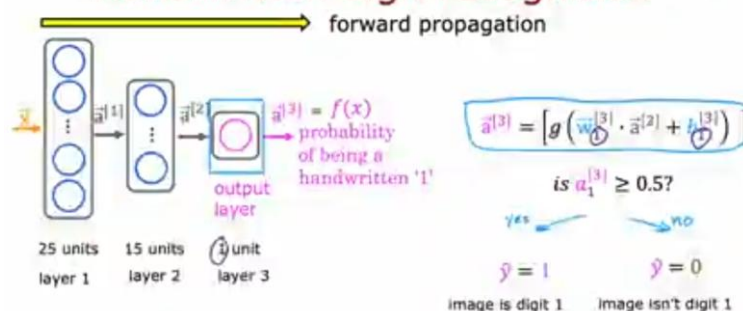 forward propagation
x⃗
a⃗[1]
a⃗[2]
a⃗[3] = f(x)
probability
of being a
handwritten '1'
output
layer
25 units
layer 1
15 units
layer 2
1 unit
layer 3
a⃗[3] = [g(w⃗1[3] · a⃗[2] + b1[3])
is a1[3] ≥ 0.5?
yes
no
ŷ = 1
ŷ = 0
image is digit 1
image isn't digit 1